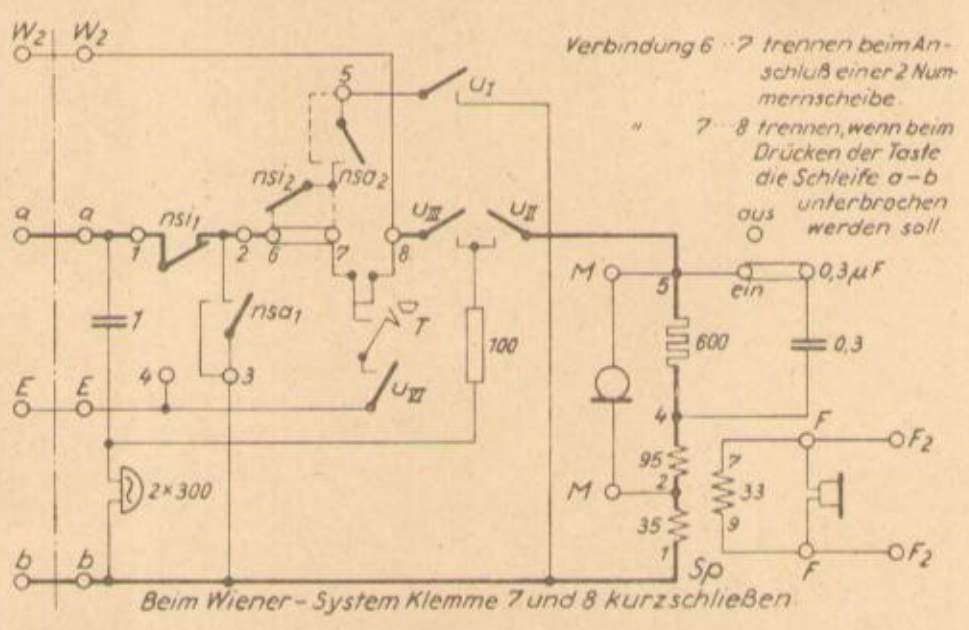 W2 W2
Verbindung 6 ·· 7 trennen beim An-
schluß einer 2 Num-
mernscheibe.
" 7 ·· 8 trennen, wenn beim
Drücken der Taste
die Schleife a-b
unterbrochen
werden soll.
5 uI
nsi2 nsa2
a a nsi1 uIII uII aus
1 2 6 7 8
M 5 ein 0,3µF
1 nsa1 T 100 600 0,3
4 3
E E uVI
4 F F2
95 7
2×300 M 2 33
35 9
1
b b Sp F F2
Beim Wiener-System Klemme 7 und 8 kurzschließen.